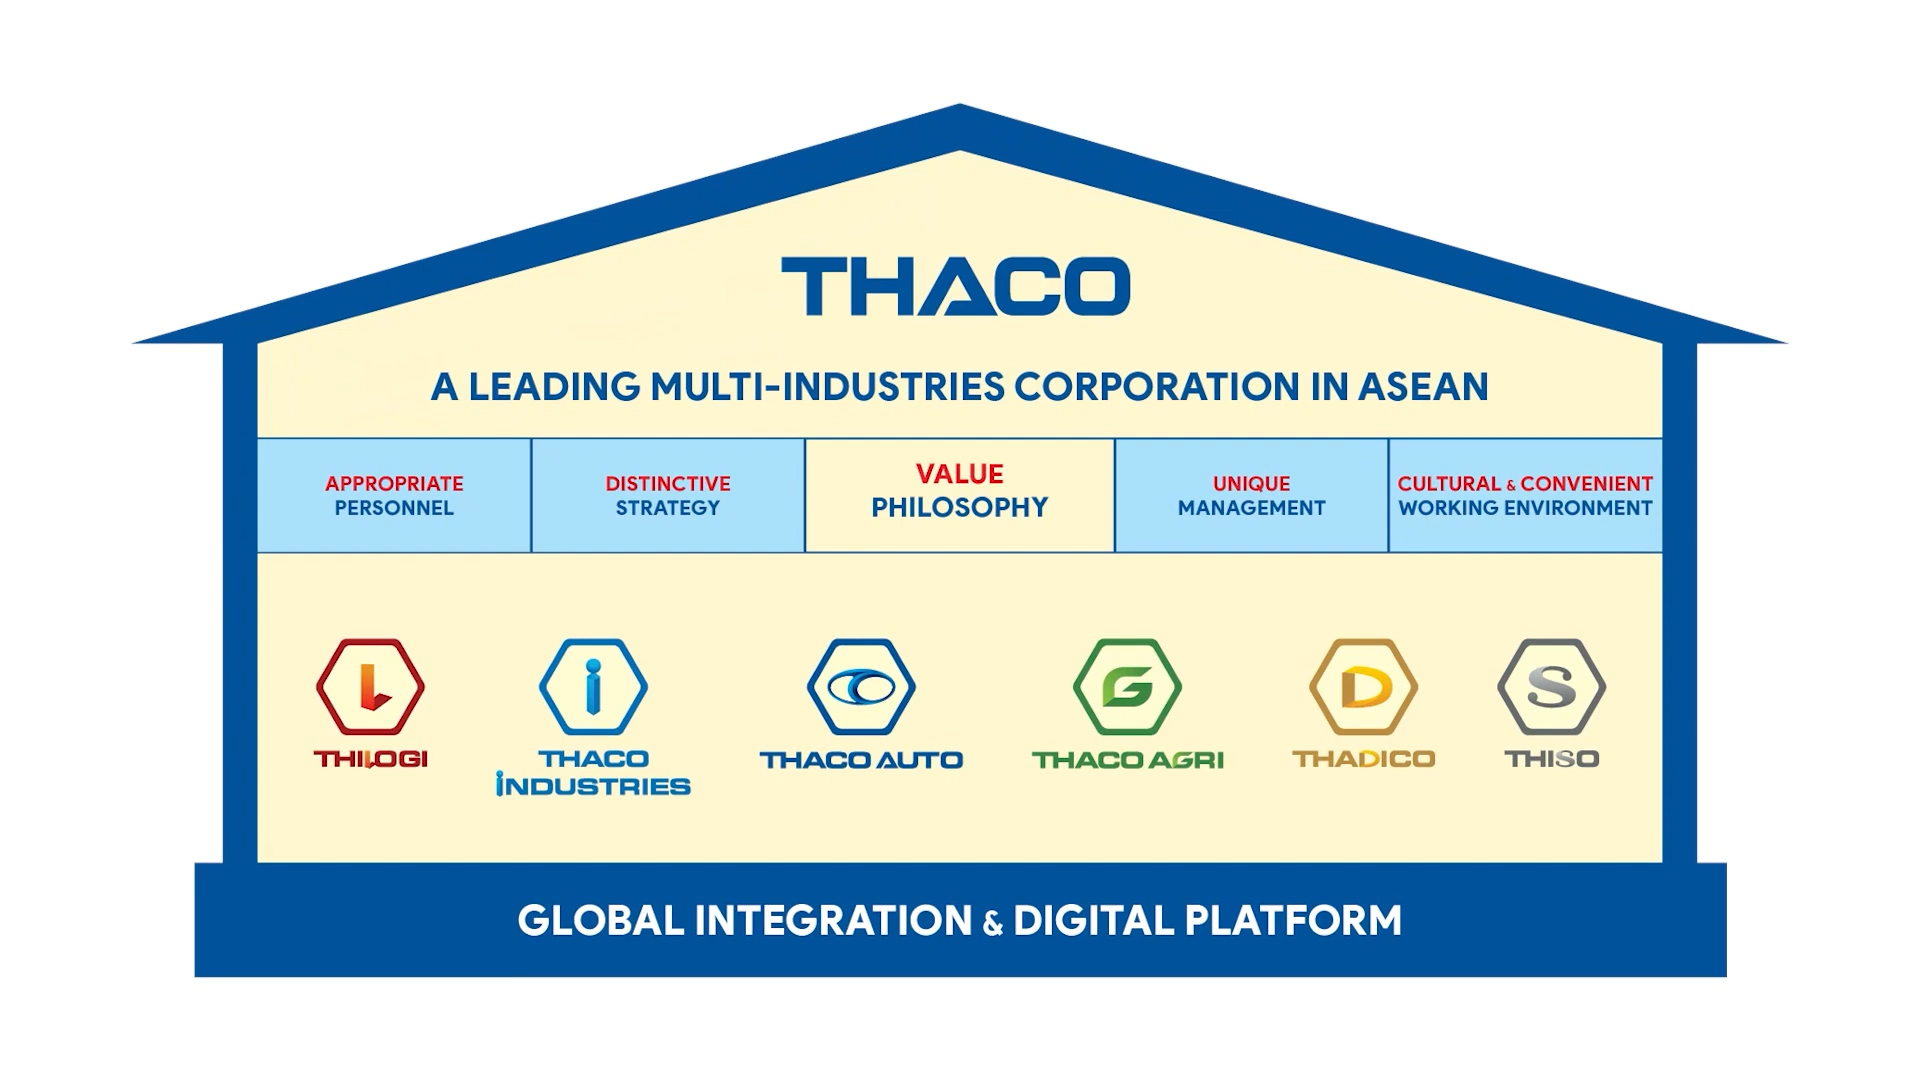 THACO
A LEADING MULTI-INDUSTRIES CORPORATION IN ASEAN
APPROPRIATE
PERSONNEL
DISTINCTIVE
STRATEGY
VALUE
PHILOSOPHY
UNIQUE
MANAGEMENT
CULTURAL & CONVENIENT
WORKING ENVIRONMENT
L
THILOGI
i
THACO
iNDUSTRIES
THACO AUTO
G
THACO AGRI
D
THADICO
S
THISO
GLOBAL INTEGRATION & DIGITAL PLATFORM